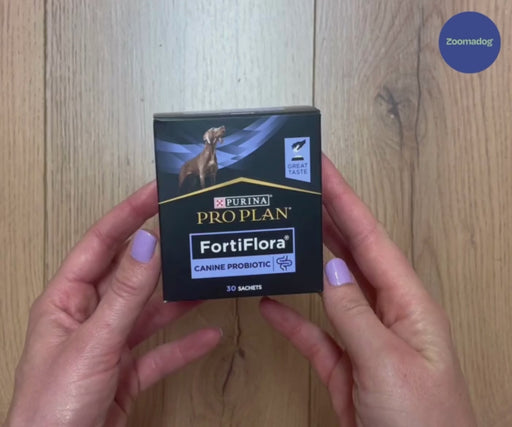 Zoomadog
GREAT
TASTE
PURINA
PRO PLAN
FortiFlora®
CANINE PROBIOTIC
30 SACHETS